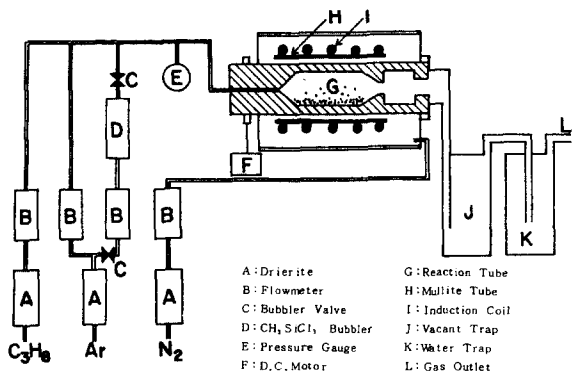 H I
C
E
G
D
F
L
B B B B
C
J
K
A A A
C₃H₈ Ar N₂
A: Drierite
B: Flowmeter
C: Bubbler Valve
D: CH₃SiCl₃ Bubbler
E: Pressure Gauge
F: D.C. Motor
G: Reaction Tube
H: Mullite Tube
I: Induction Coil
J: Vacant Trap
K: Water Trap
L: Gas Outlet